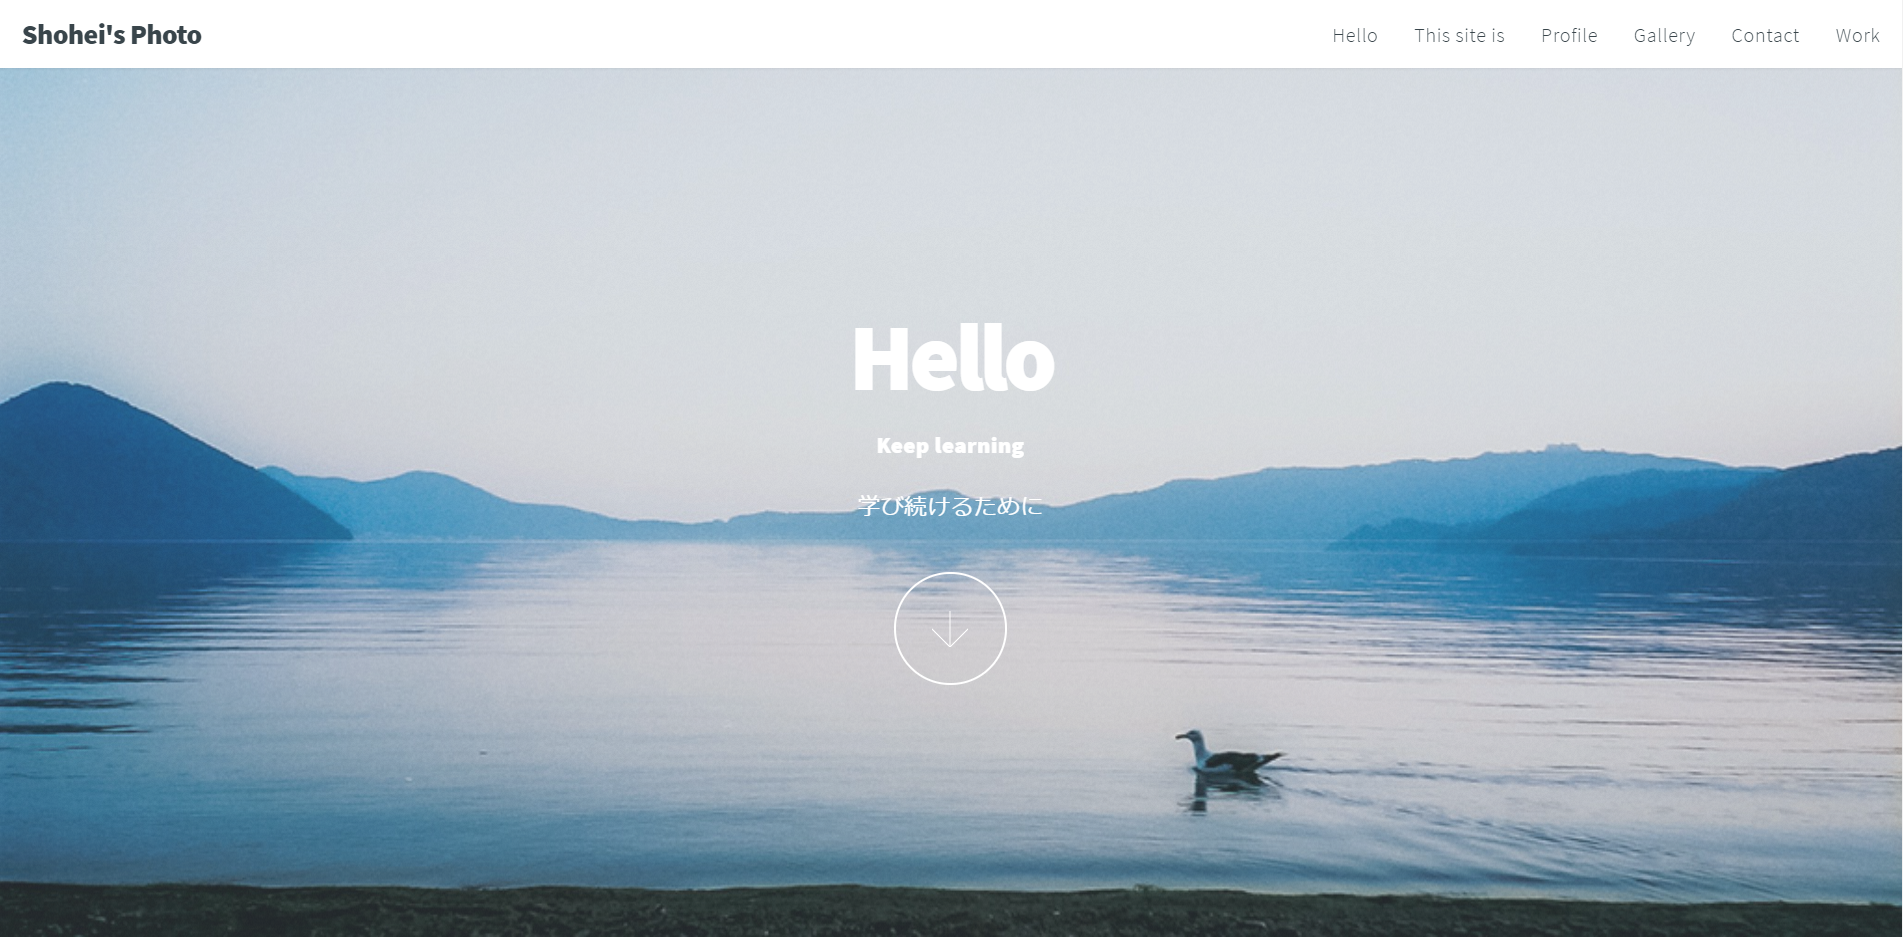 Shohei's Photo
Hello This site is Profile Gallery Contact Work
Hello
Keep learning
学び続けるために